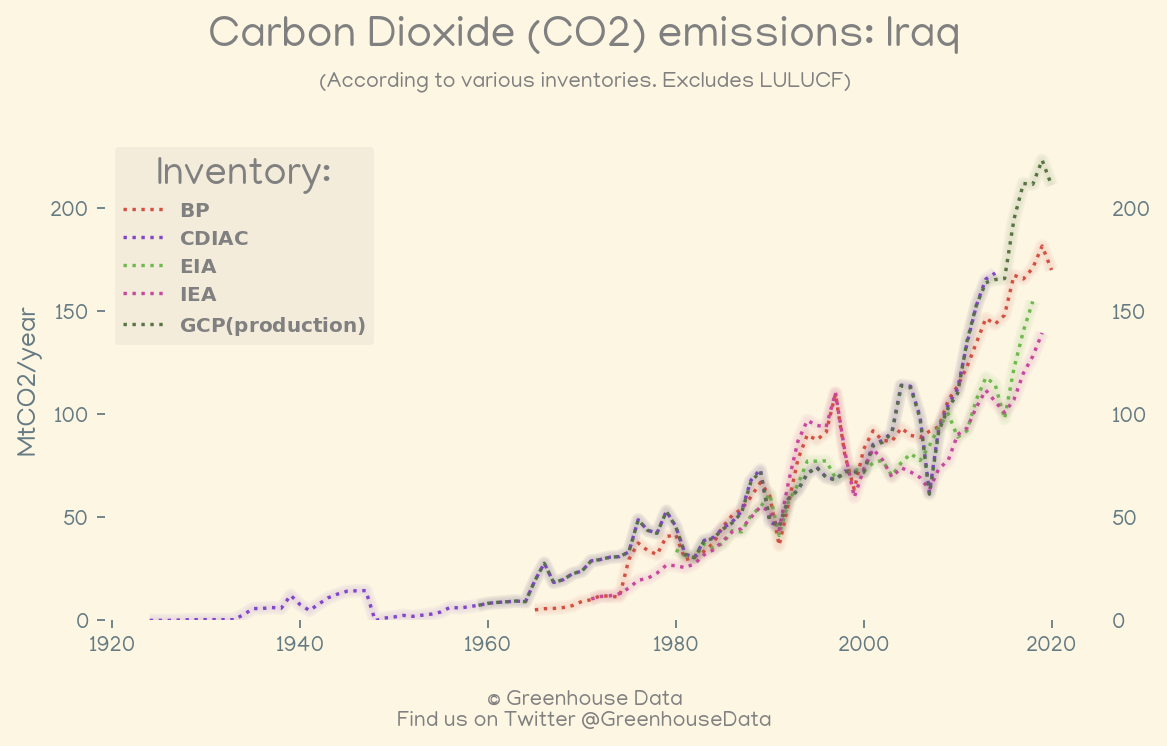 Carbon Dioxide (CO2) emissions: Iraq
(According to various inventories. Excludes LULUCF)
Inventory:
BP
CDIAC
EIA
IEA
GCP(production)
MtCO2/year
200
150
100
50
0
200
150
100
50
0
1920
1940
1960
1980
2000
2020
© Greenhouse Data
Find us on Twitter @GreenhouseData